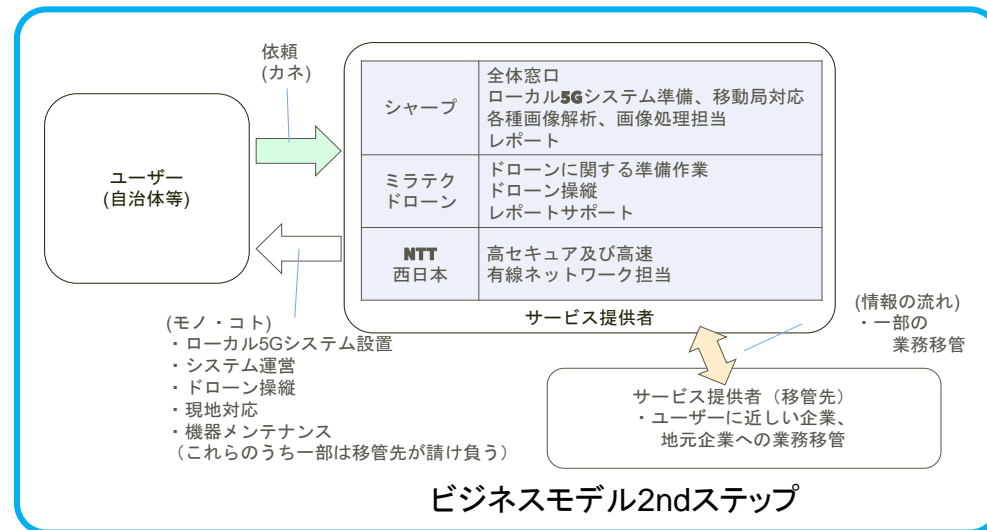 依頼
(カネ)
ユーザー
(自治体等)
シャープ
全体窓口
ローカル5Gシステム準備、移動局対応
各種画像解析、画像処理担当
レポート
ミラテク
ドローン
ドローンに関する準備作業
ドローン操縦
レポートサポート
NTT
西日本
高セキュア及び高速
有線ネットワーク担当
サービス提供者
(モノ・コト)
・ローカル5Gシステム設置
・システム運営
・ドローン操縦
・現地対応
・機器メンテナンス
（これらのうち一部は移管先が請け負う）
(情報の流れ)
・一部の
業務移管
サービス提供者（移管先）
・ユーザーに近しい企業、
地元企業への業務移管
ビジネスモデル2ndステップ